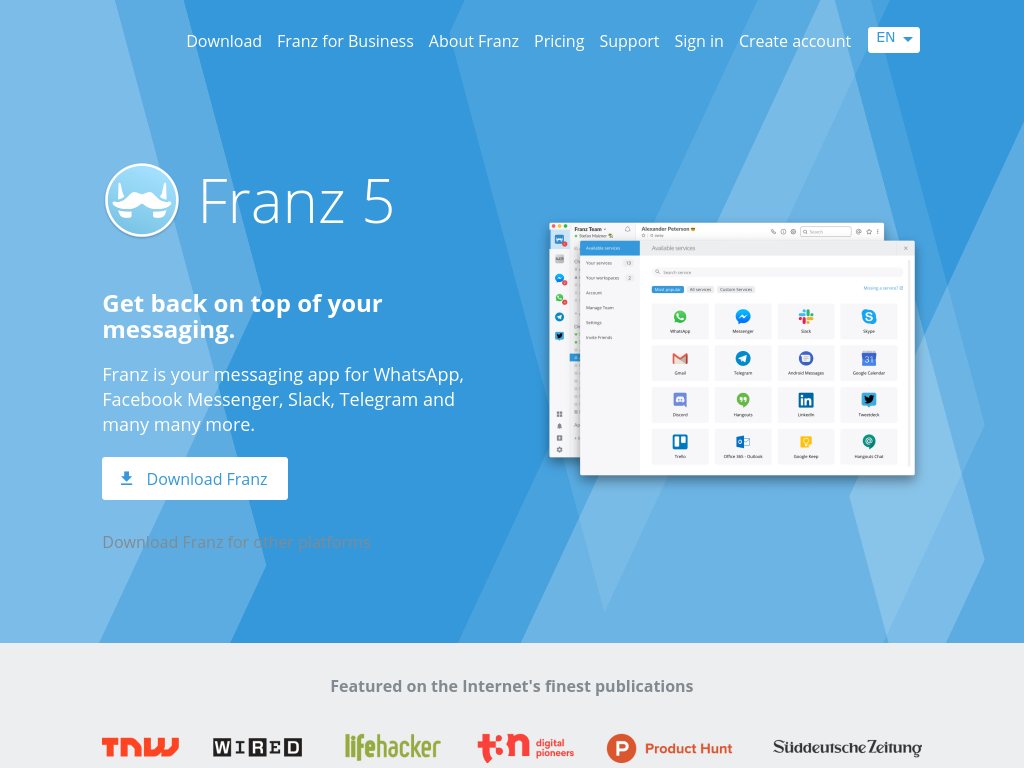 Download Franz for Business About Franz Pricing Support Sign in Create account EN
Franz 5
Get back on top of your
messaging.
Franz is your messaging app for WhatsApp,
Facebook Messenger, Slack, Telegram and
many many more.
Download Franz
Download Franz for other platforms
Franz Team
Alexander Peterson
Search
Available services
Available services
Your services 13
Your workspaces 2
Account
Manage Team
Settings
Invite Friends
Search service
Most popular All services Custom Services
Missing a service?
WhatsApp Messenger Slack Skype
Gmail Telegram Android Messages Google Calendar
31
Discord Hangouts LinkedIn Tweetdeck
Trello Office 365 - Outlook Google Keep Hangouts Chat
Featured on the Internet's finest publications
TNW WIRED lifehacker t3n digital pioneers P Product Hunt Süddeutsche Zeitung